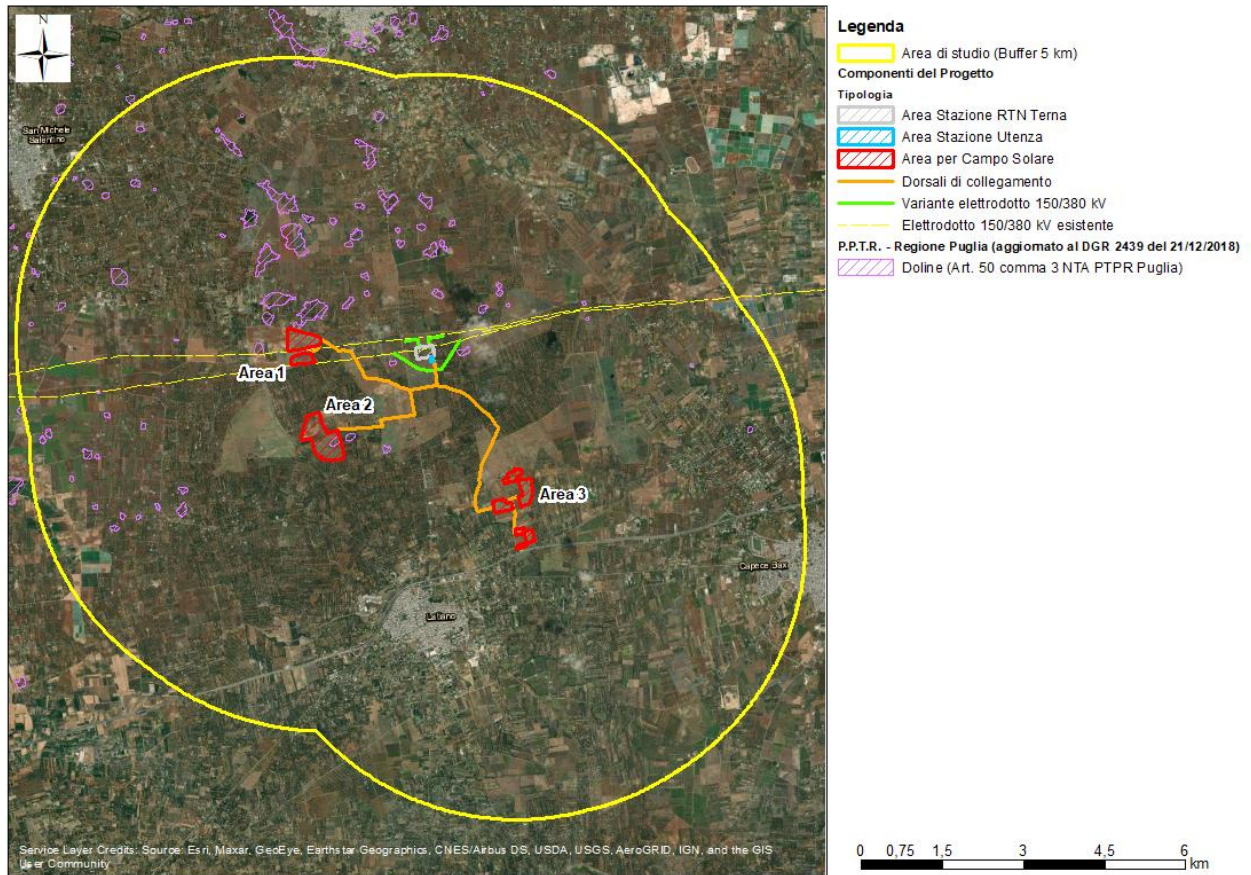 N
San Michele
Salentino
Area 1
Area 2
Area 3
Latiano
Capece Bax
Service Layer Credits: Source: Esri, Maxar, GeoEye, Earthstar Geographics, CNES/Airbus DS, USDA, USGS, AeroGRID, IGN, and the GIS
User Community
Legenda
Area di studio (Buffer 5 km)
Componenti del Progetto
Tipologia
Area Stazione RTN Terna
Area Stazione Utenza
Area per Campo Solare
Dorsali di collegamento
Variante elettrodotto 150/380 kV
Elettrodotto 150/380 kV esistente
P.P.T.R. - Regione Puglia (aggiornato al DGR 2439 del 21/12/2018)
Doline (Art. 50 comma 3 NTA PTPR Puglia)
0 0,75 1,5 3 4,5 6
km